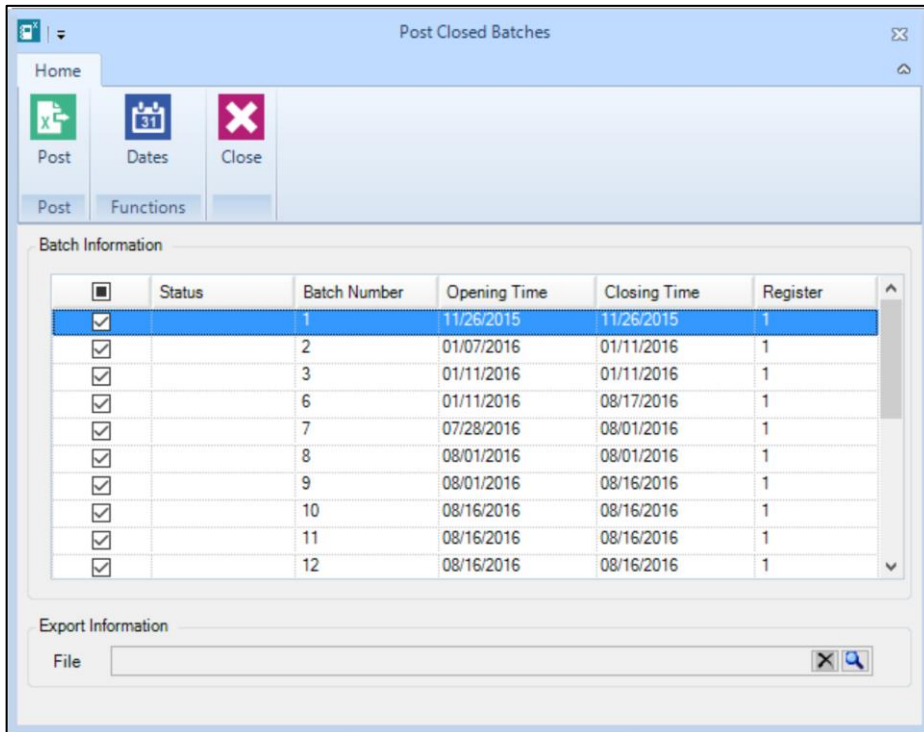 Post Closed Batches
Home
Post Dates Close
31
Post Functions
Batch Information
Status Batch Number Opening Time Closing Time Register
1 11/26/2015 11/26/2015 1
2 01/07/2016 01/11/2016 1
3 01/11/2016 01/11/2016 1
6 01/11/2016 08/17/2016 1
7 07/28/2016 08/01/2016 1
8 08/01/2016 08/01/2016 1
9 08/01/2016 08/16/2016 1
10 08/16/2016 08/16/2016 1
11 08/16/2016 08/16/2016 1
12 08/16/2016 08/16/2016 1
Export Information
File